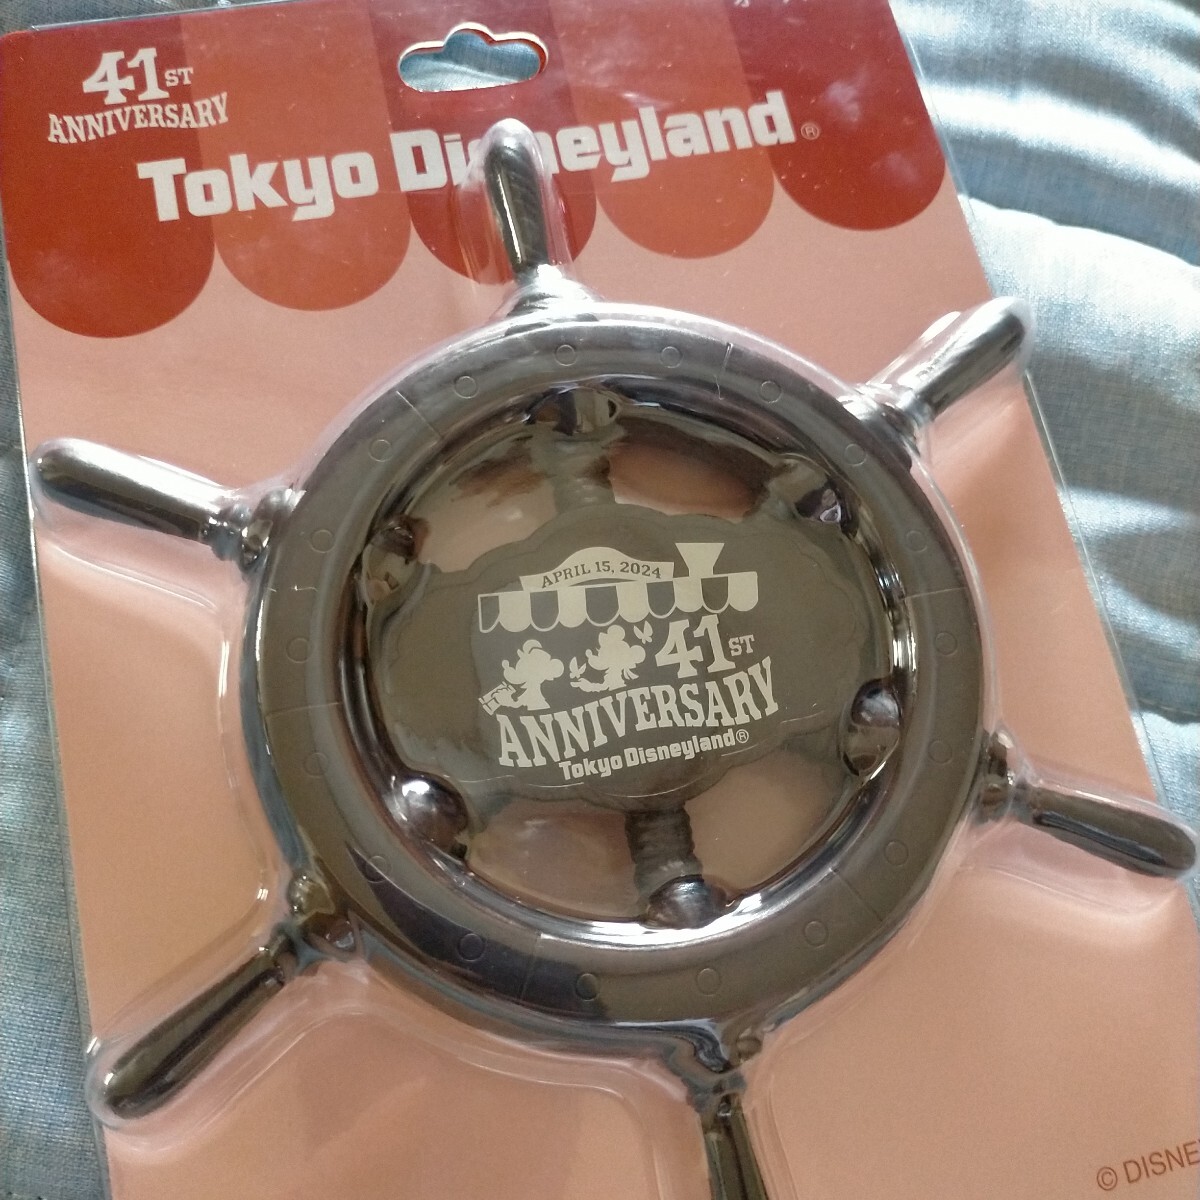 41ST
ANNIVERSARY
Tokyo Disneyland®
APRIL 15, 2024
41ST
ANNIVERSARY
Tokyo Disneyland®
© DISNE